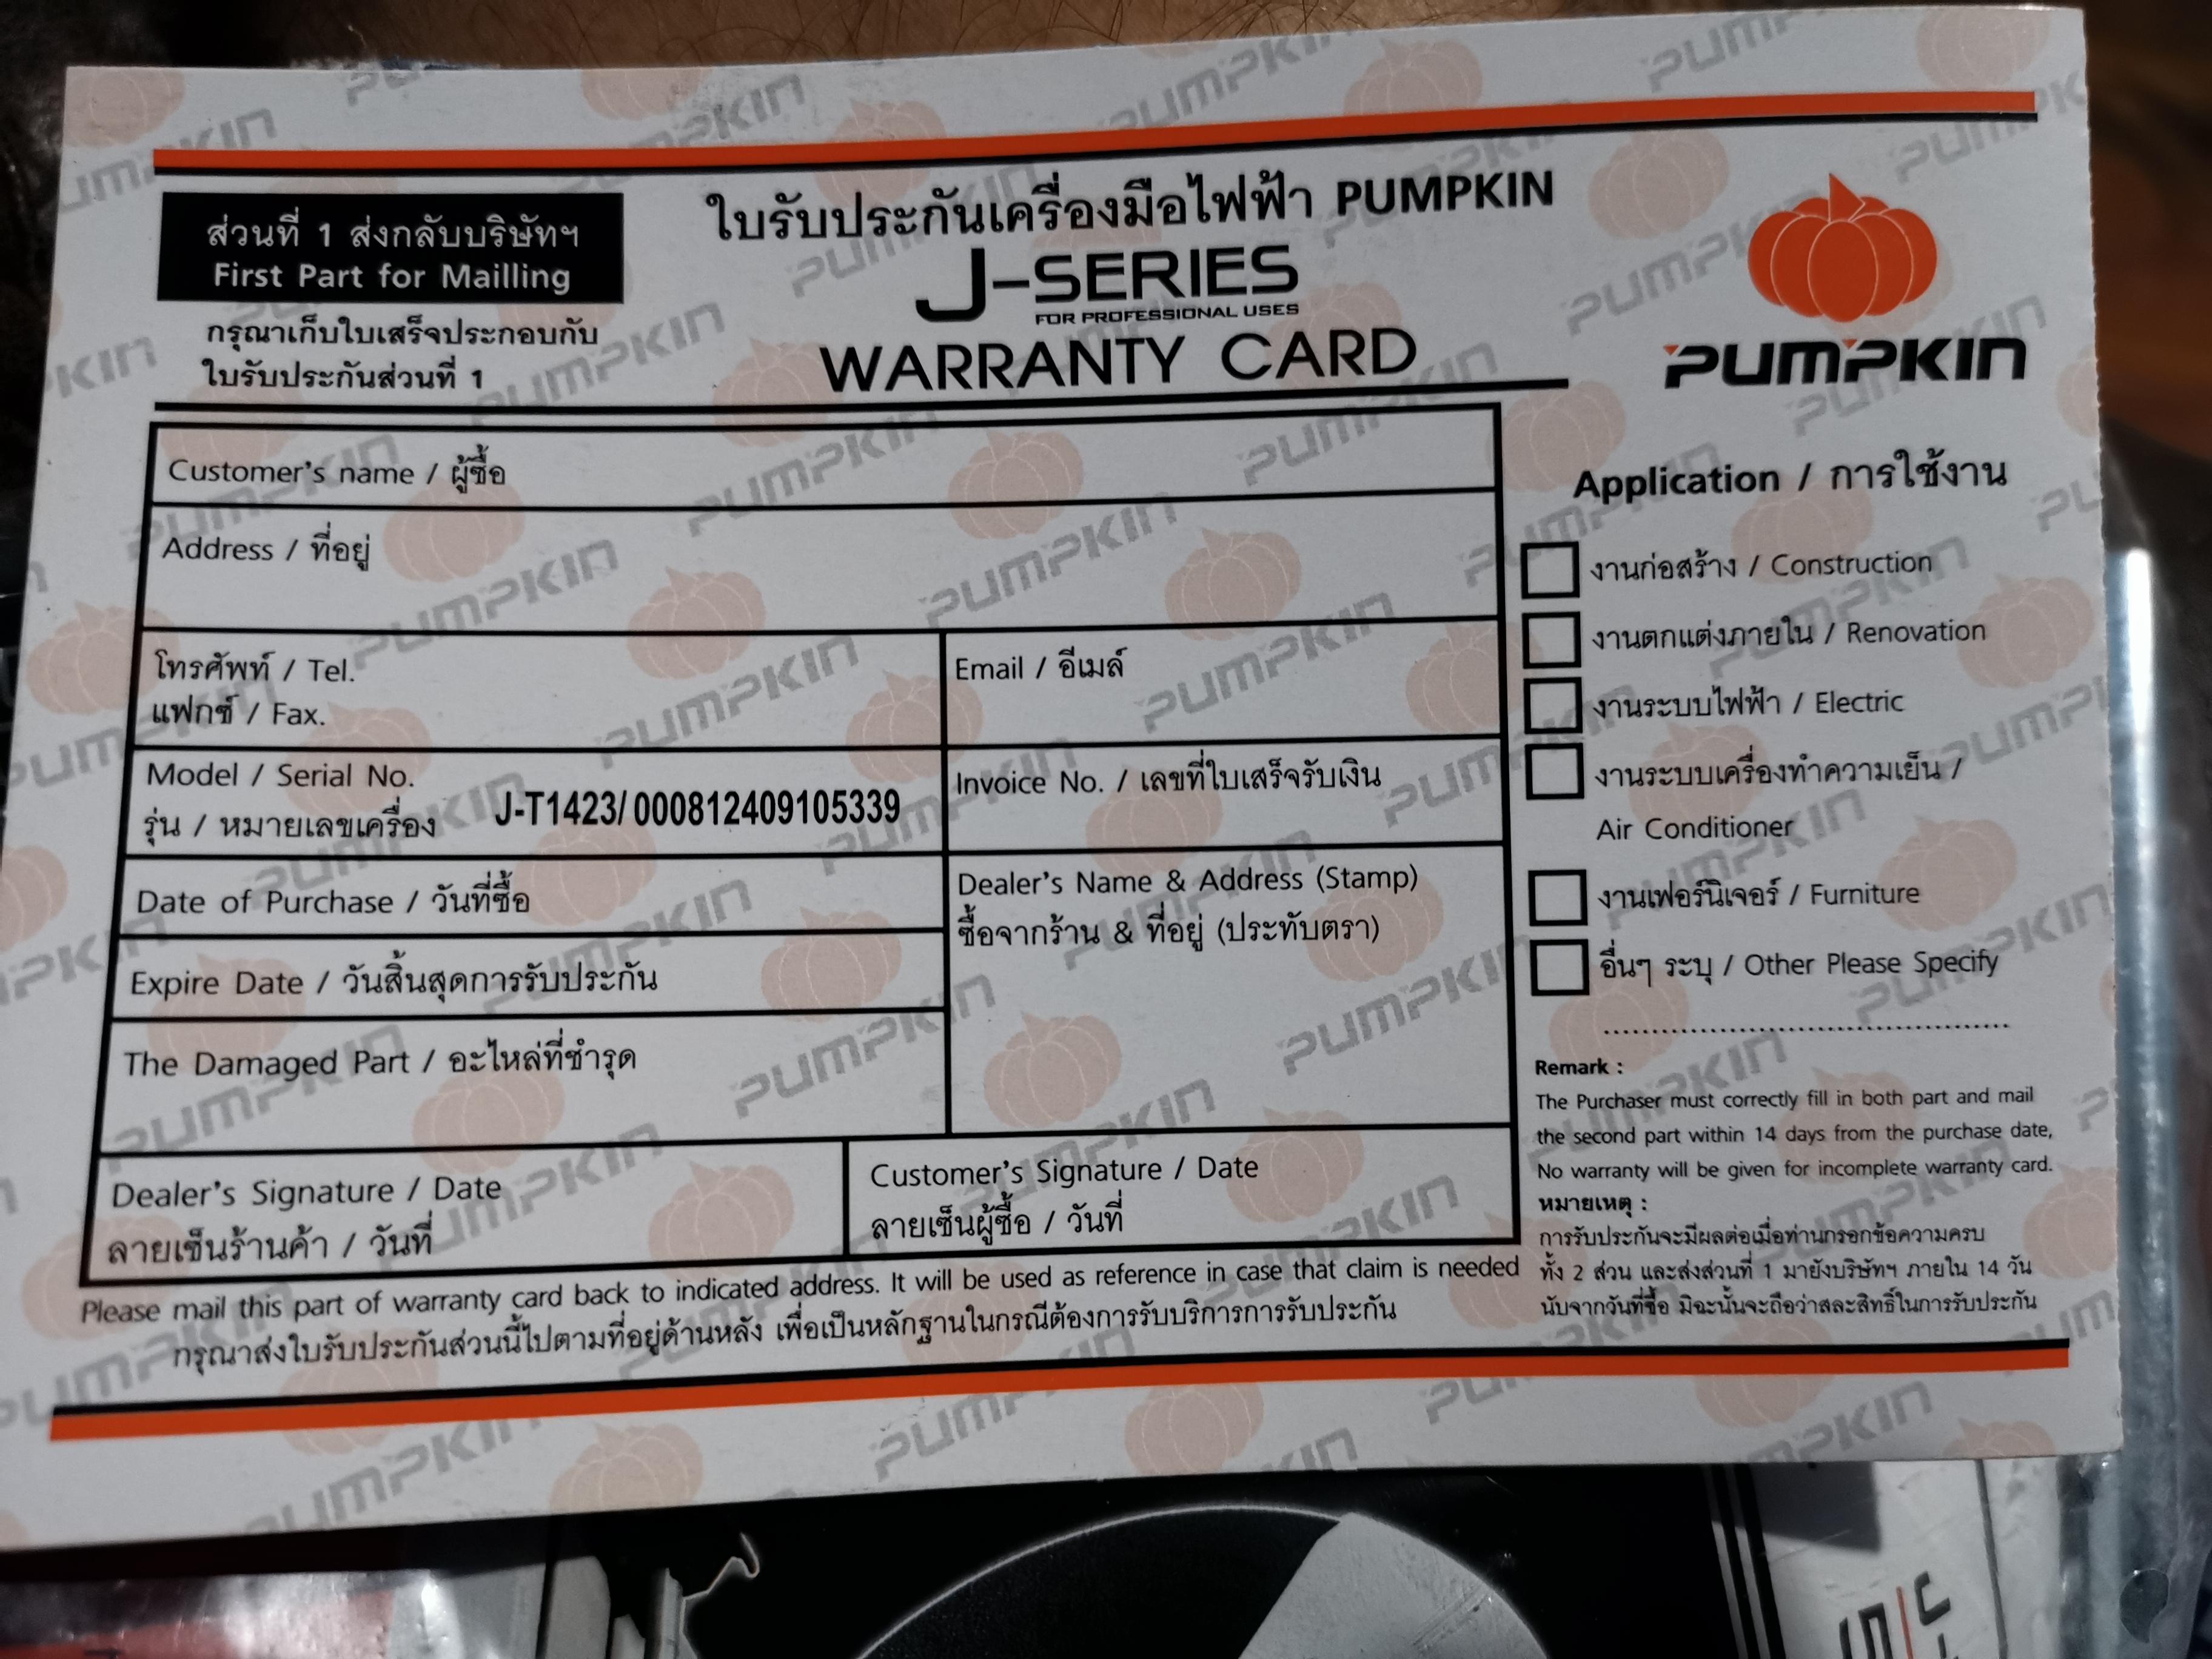 ส่วนที่ 1 ส่งกลับบริษัทฯ
First Part for Mailling
กรุณาเก็บใบเสร็จประกอบกับ
ใบรับประกันส่วนที่ 1
ใบรับประกันเครื่องมือไฟฟ้า PUMPKIN
J-SERIES
FOR PROFESSIONAL USES
WARRANTY CARD
PUMPKIN
Customer's name / ผู้ซื้อ
Address / ที่อยู่
โทรศัพท์ / Tel.
แฟกซ์ / Fax.
Email / อีเมล์
Model / Serial No.
รุ่น / หมายเลขเครื่อง J-T1423/ 000812409105339
Invoice No. / เลขที่ใบเสร็จรับเงิน
Date of Purchase / วันที่ซื้อ
Expire Date / วันสิ้นสุดการรับประกัน
The Damaged Part / อะไหล่ที่ชำรุด
Dealer's Name & Address (Stamp)
ซื้อจากร้าน & ที่อยู่ (ประทับตรา)
Dealer's Signature / Date
ลายเซ็นร้านค้า / วันที่
Customer's Signature / Date
ลายเซ็นผู้ซื้อ / วันที่
Please mail this part of warranty card back to indicated address. It will be used as reference in case that claim is needed
กรุณาส่งใบรับประกันส่วนนี้ไปตามที่อยู่ด้านหลัง เพื่อเป็นหลักฐานในกรณีต้องการรับบริการการรับประกัน
Application / การใช้งาน
งานก่อสร้าง / Construction
งานตกแต่งภายใน / Renovation
งานระบบไฟฟ้า / Electric
งานระบบเครื่องทำความเย็น /
Air Conditioner
งานเฟอร์นิเจอร์ / Furniture
อื่นๆ ระบุ / Other Please Specify
Remark :
The Purchaser must correctly fill in both part and mail
the second part within 14 days from the purchase date,
No warranty will be given for incomplete warranty card.
หมายเหตุ :
การรับประกันจะมีผลต่อเมื่อท่านกรอกข้อความครบ
ทั้ง 2 ส่วน และส่งส่วนที่ 1 มายังบริษัทฯ ภายใน 14 วัน
นับจากวันที่ซื้อ มิฉะนั้นจะถือว่าสละสิทธิ์ในการรับประกัน